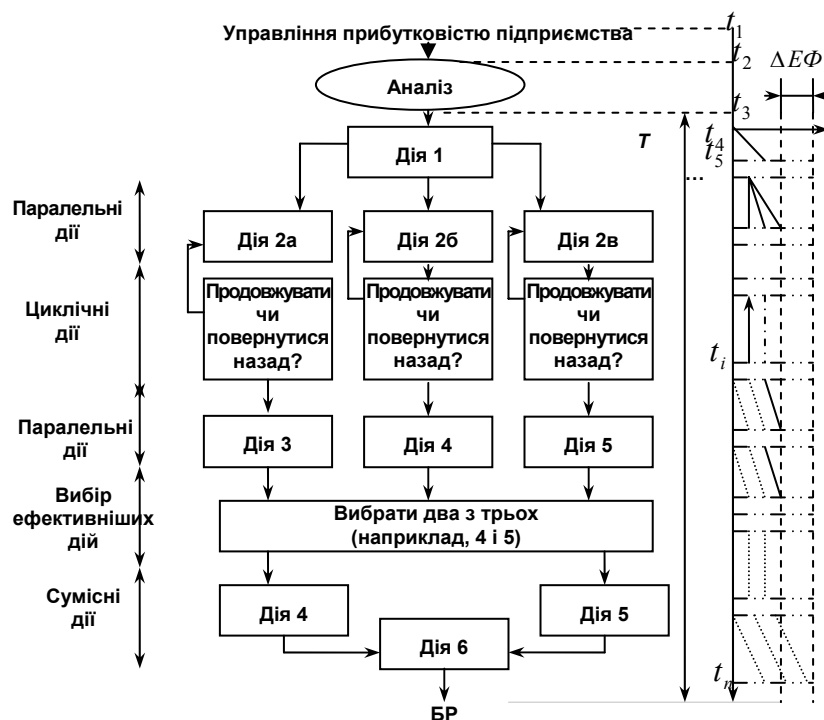 Управління прибутковістю підприємства
t1
t2
ΔЕФ
Аналіз
t3
T
t4
t5
...
Дія 1
Паралельні
дії
Дія 2а
Дія 2б
Дія 2в
Циклічні
дії
Продовжувати
чи
повернутися
назад?
Продовжувати
чи
повернутися
назад?
Продовжувати
чи
повернутися
назад?
ti
Паралельні
дії
Дія 3
Дія 4
Дія 5
Вибір
ефективніших
дій
Вибрати два з трьох
(наприклад, 4 і 5)
Сумісні
дії
Дія 4
Дія 5
Дія 6
tn
БР